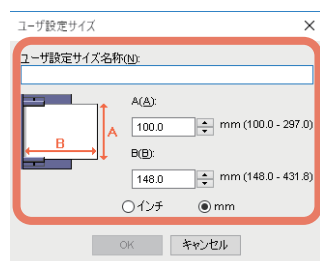 ユーザ設定サイズ
ユーザ設定サイズ名称(N):
A(A):
100.0 mm (100.0 - 297.0)
A
B
B(B):
148.0 mm (148.0 - 431.8)
インチ mm
OK キャンセル